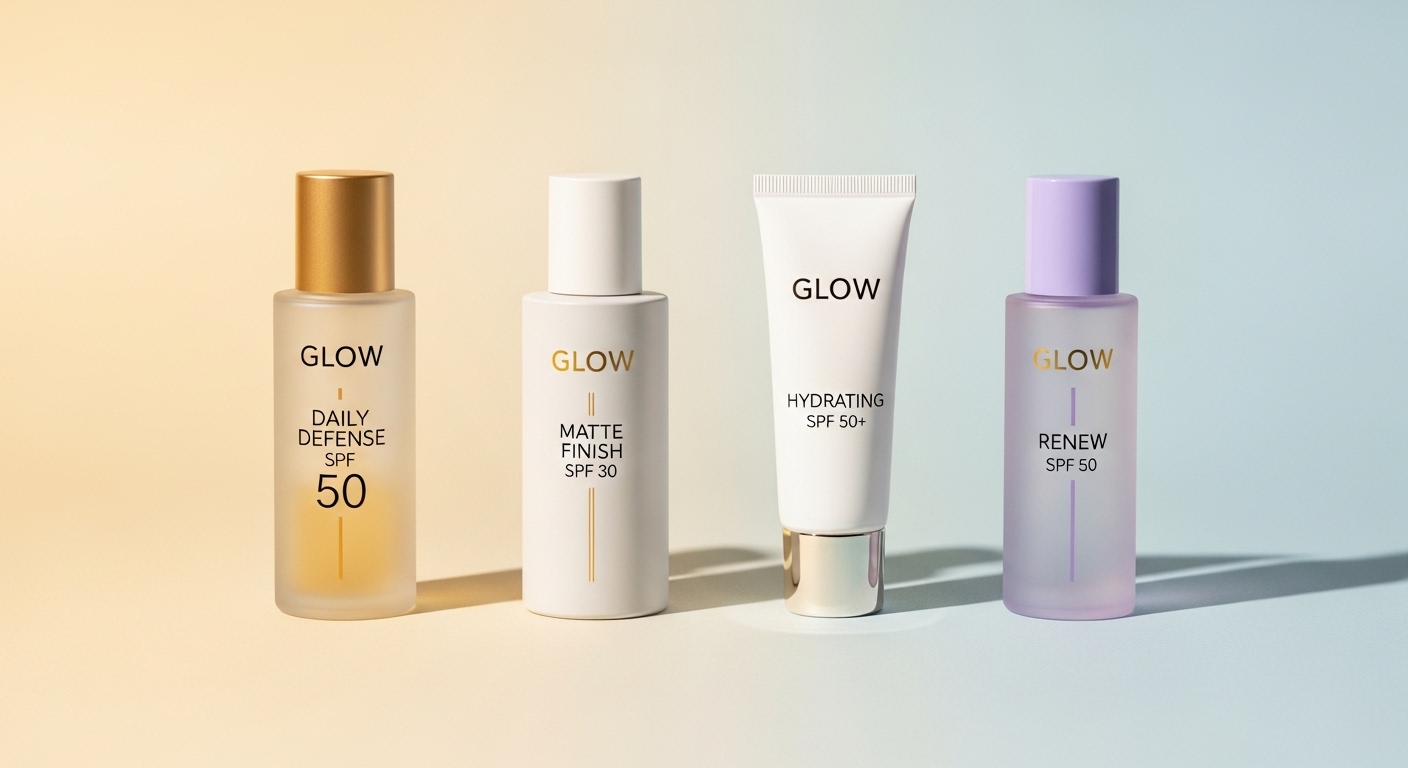 GLOW
DAILY
DEFENSE
SPF
50
GLOW
MATTE
FINISH
SPF 30
GLOW
HYDRATING
SPF 50+
GLOW
RENEW
SPF 50